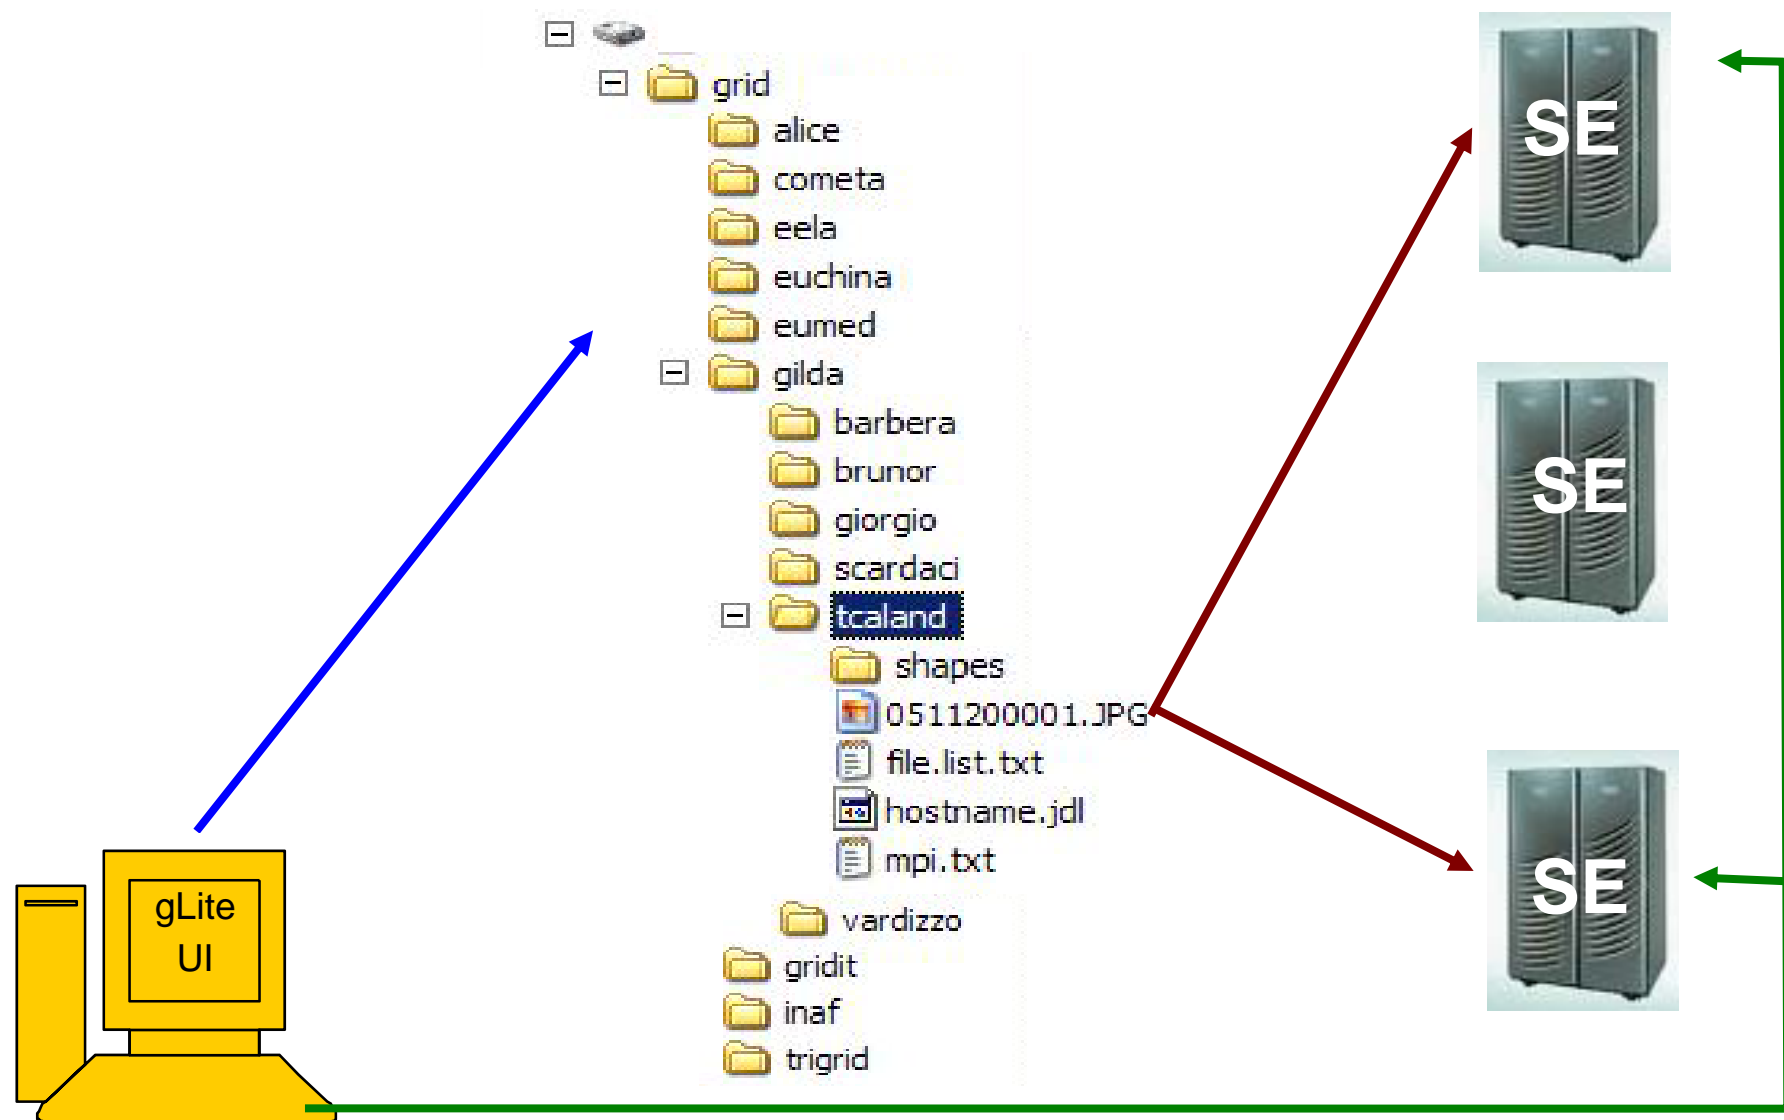 grid
alice
cometa
eela
euchina
eumed
gilda
barbera
brunor
giorgio
scardaci
tcaland
shapes
0511200001.JPG
file.list.txt
hostname.jdl
mpi.txt
vardizzo
gridit
inaf
trigrid
gLite
UI
SE
SE
SE